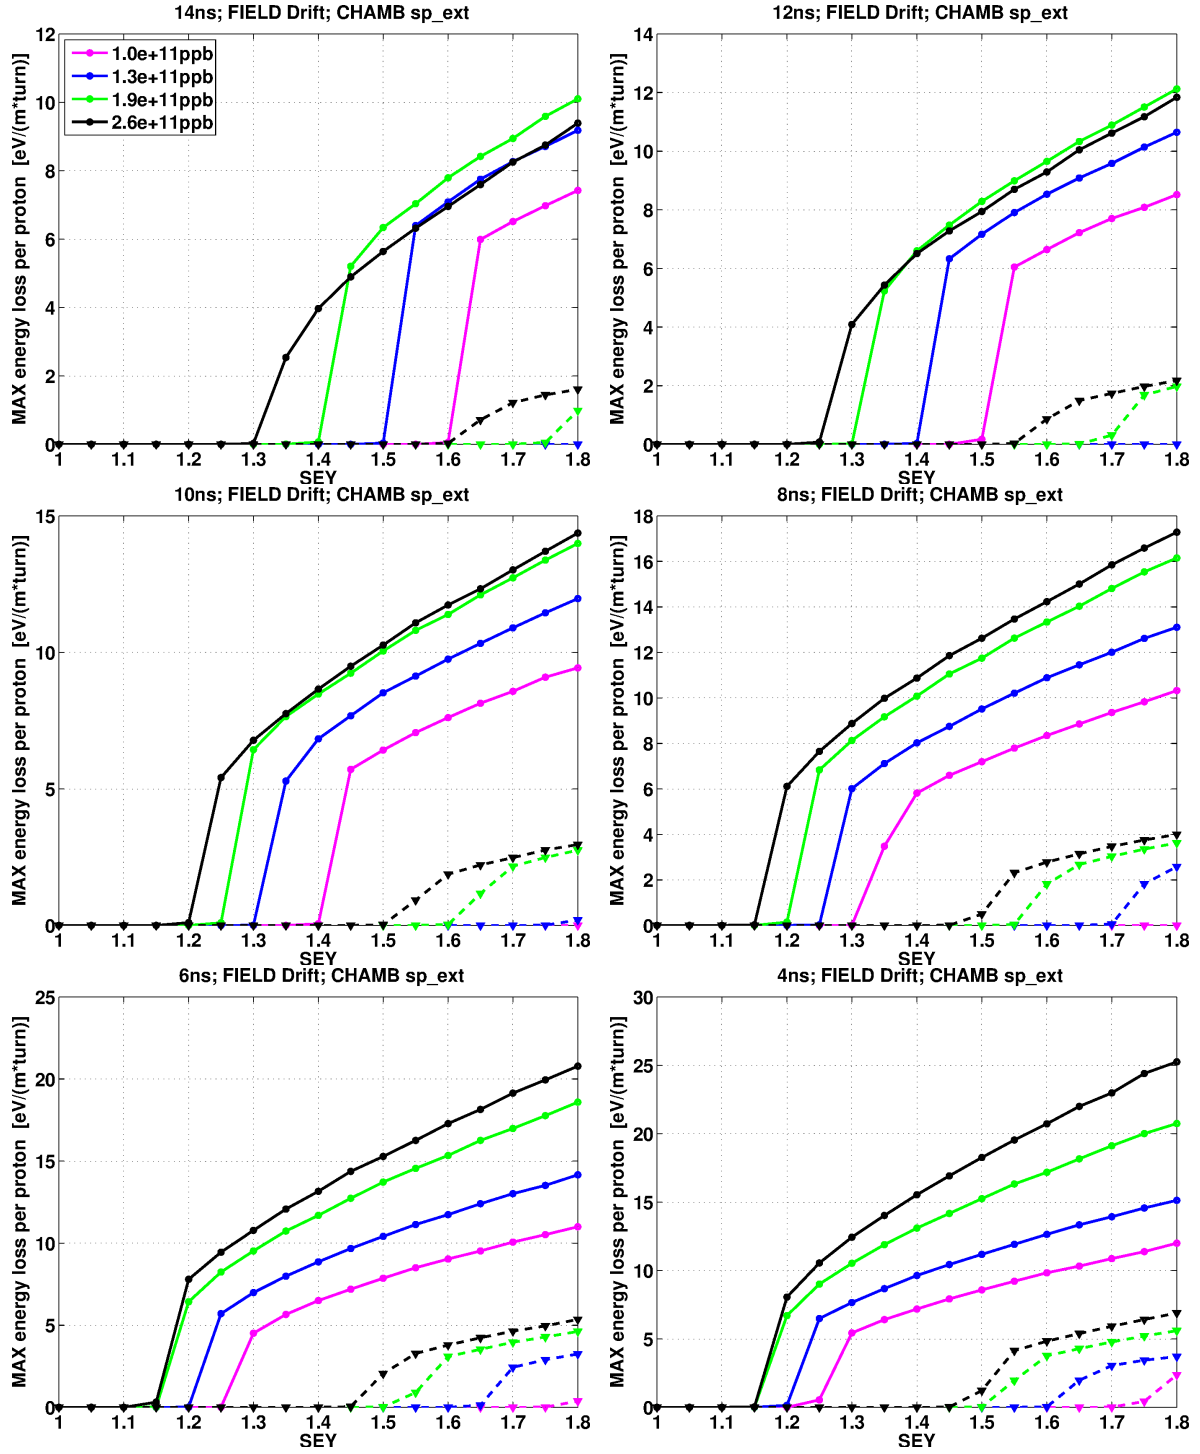 14ns; FIELD Drift; CHAMB sp_ext
MAX energy loss per proton [eV/(m*turn)]
12
10
8
6
4
2
0
1.0e+11ppb
1.3e+11ppb
1.9e+11ppb
2.6e+11ppb
1 1.1 1.2 1.3 1.4 1.5 1.6 1.7 1.8
SEY
12ns; FIELD Drift; CHAMB sp_ext
MAX energy loss per proton [eV/(m*turn)]
14
12
10
8
6
4
2
0
1 1.1 1.2 1.3 1.4 1.5 1.6 1.7 1.8
SEY
10ns; FIELD Drift; CHAMB sp_ext
MAX energy loss per proton [eV/(m*turn)]
15
10
5
0
1 1.1 1.2 1.3 1.4 1.5 1.6 1.7 1.8
SEY
8ns; FIELD Drift; CHAMB sp_ext
MAX energy loss per proton [eV/(m*turn)]
18
16
14
12
10
8
6
4
2
0
1 1.1 1.2 1.3 1.4 1.5 1.6 1.7 1.8
SEY
6ns; FIELD Drift; CHAMB sp_ext
MAX energy loss per proton [eV/(m*turn)]
25
20
15
10
5
0
1 1.1 1.2 1.3 1.4 1.5 1.6 1.7 1.8
SEY
4ns; FIELD Drift; CHAMB sp_ext
MAX energy loss per proton [eV/(m*turn)]
30
25
20
15
10
5
0
1 1.1 1.2 1.3 1.4 1.5 1.6 1.7 1.8
SEY